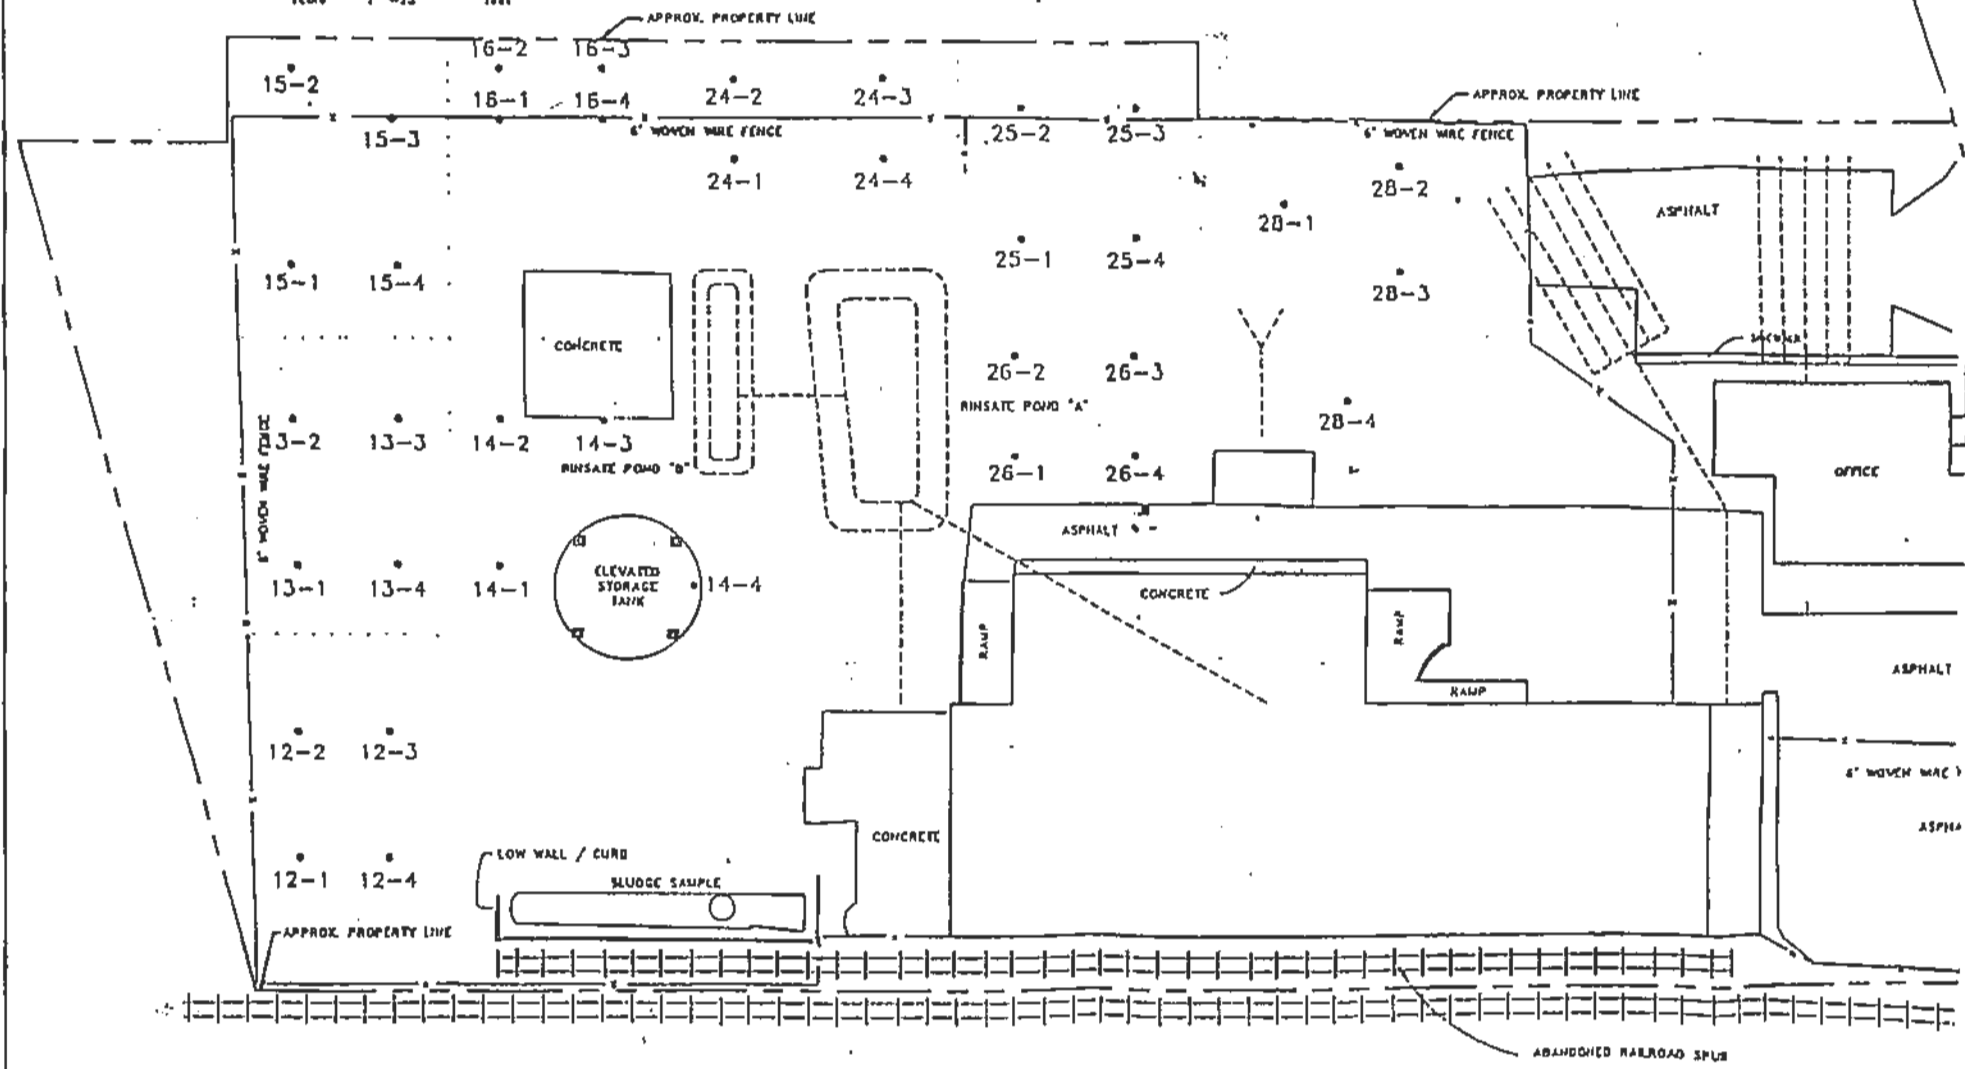 APPROX. PROPERTY LINE
16-2 16-3
15-2
16-1 16-4 24-2 24-3
APPROX. PROPERTY LINE
15-3
6' WOVEN WIRE FENCE
25-2 25-3
6' WOVEN WIRE FENCE
24-1 24-4
28-2
ASPHALT
28-1
25-1 25-4
15-1 15-4
28-3
CONCRETE
26-2 26-3
RINSATE POND "A"
28-4
6' WOVEN WIRE FENCE
13-2 13-3 14-2 14-3
RINSATE POND "B"
26-1 26-4
OFFICE
ASPHALT
ELEVATED
STORAGE
TANK
13-1 13-4 14-1 14-4
CONCRETE
RAMP
RAMP
RAMP
ASPHALT
12-2 12-3
6' WOVEN WIRE
CONCRETE
ASPHA
LOW WALL / CURB
12-1 12-4
SLUDGE SAMPLE
APPROX. PROPERTY LINE
ABANDONED RAILROAD SPUR